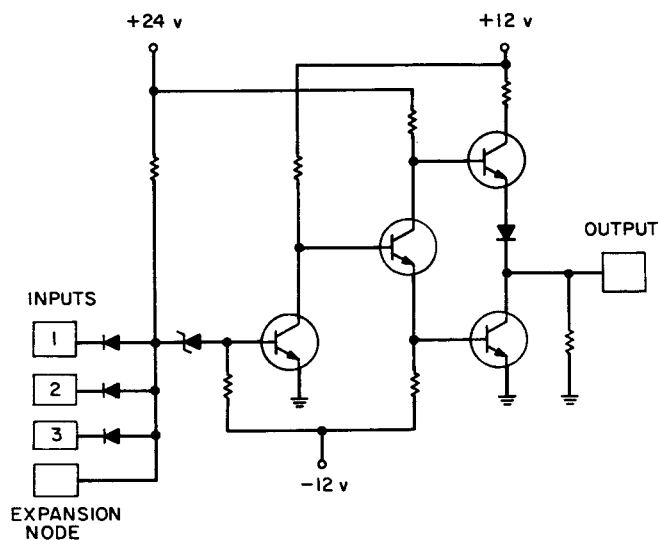 +24 v
+12 v
OUTPUT
INPUTS
1
2
3
EXPANSION
NODE
-12 v